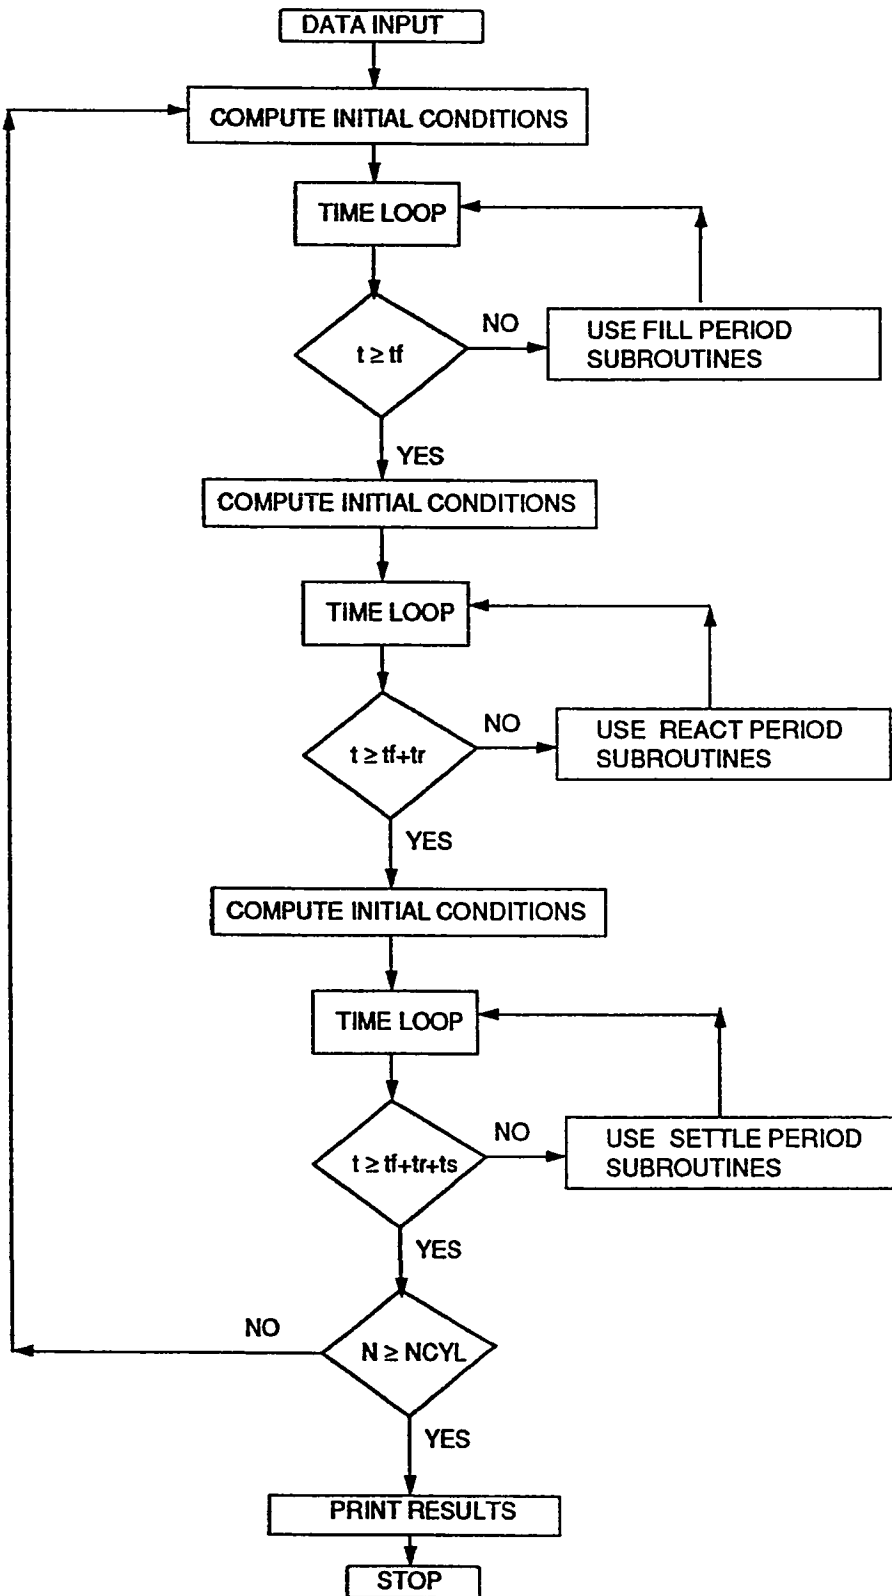 DATA INPUT
COMPUTE INITIAL CONDITIONS
TIME LOOP
t ≥ tf
NO
USE FILL PERIOD
SUBROUTINES
YES
COMPUTE INITIAL CONDITIONS
TIME LOOP
t ≥ tf+tr
NO
USE REACT PERIOD
SUBROUTINES
YES
COMPUTE INITIAL CONDITIONS
TIME LOOP
t ≥ tf+tr+ts
NO
USE SETTLE PERIOD
SUBROUTINES
YES
N ≥ NCYL
NO
YES
PRINT RESULTS
STOP